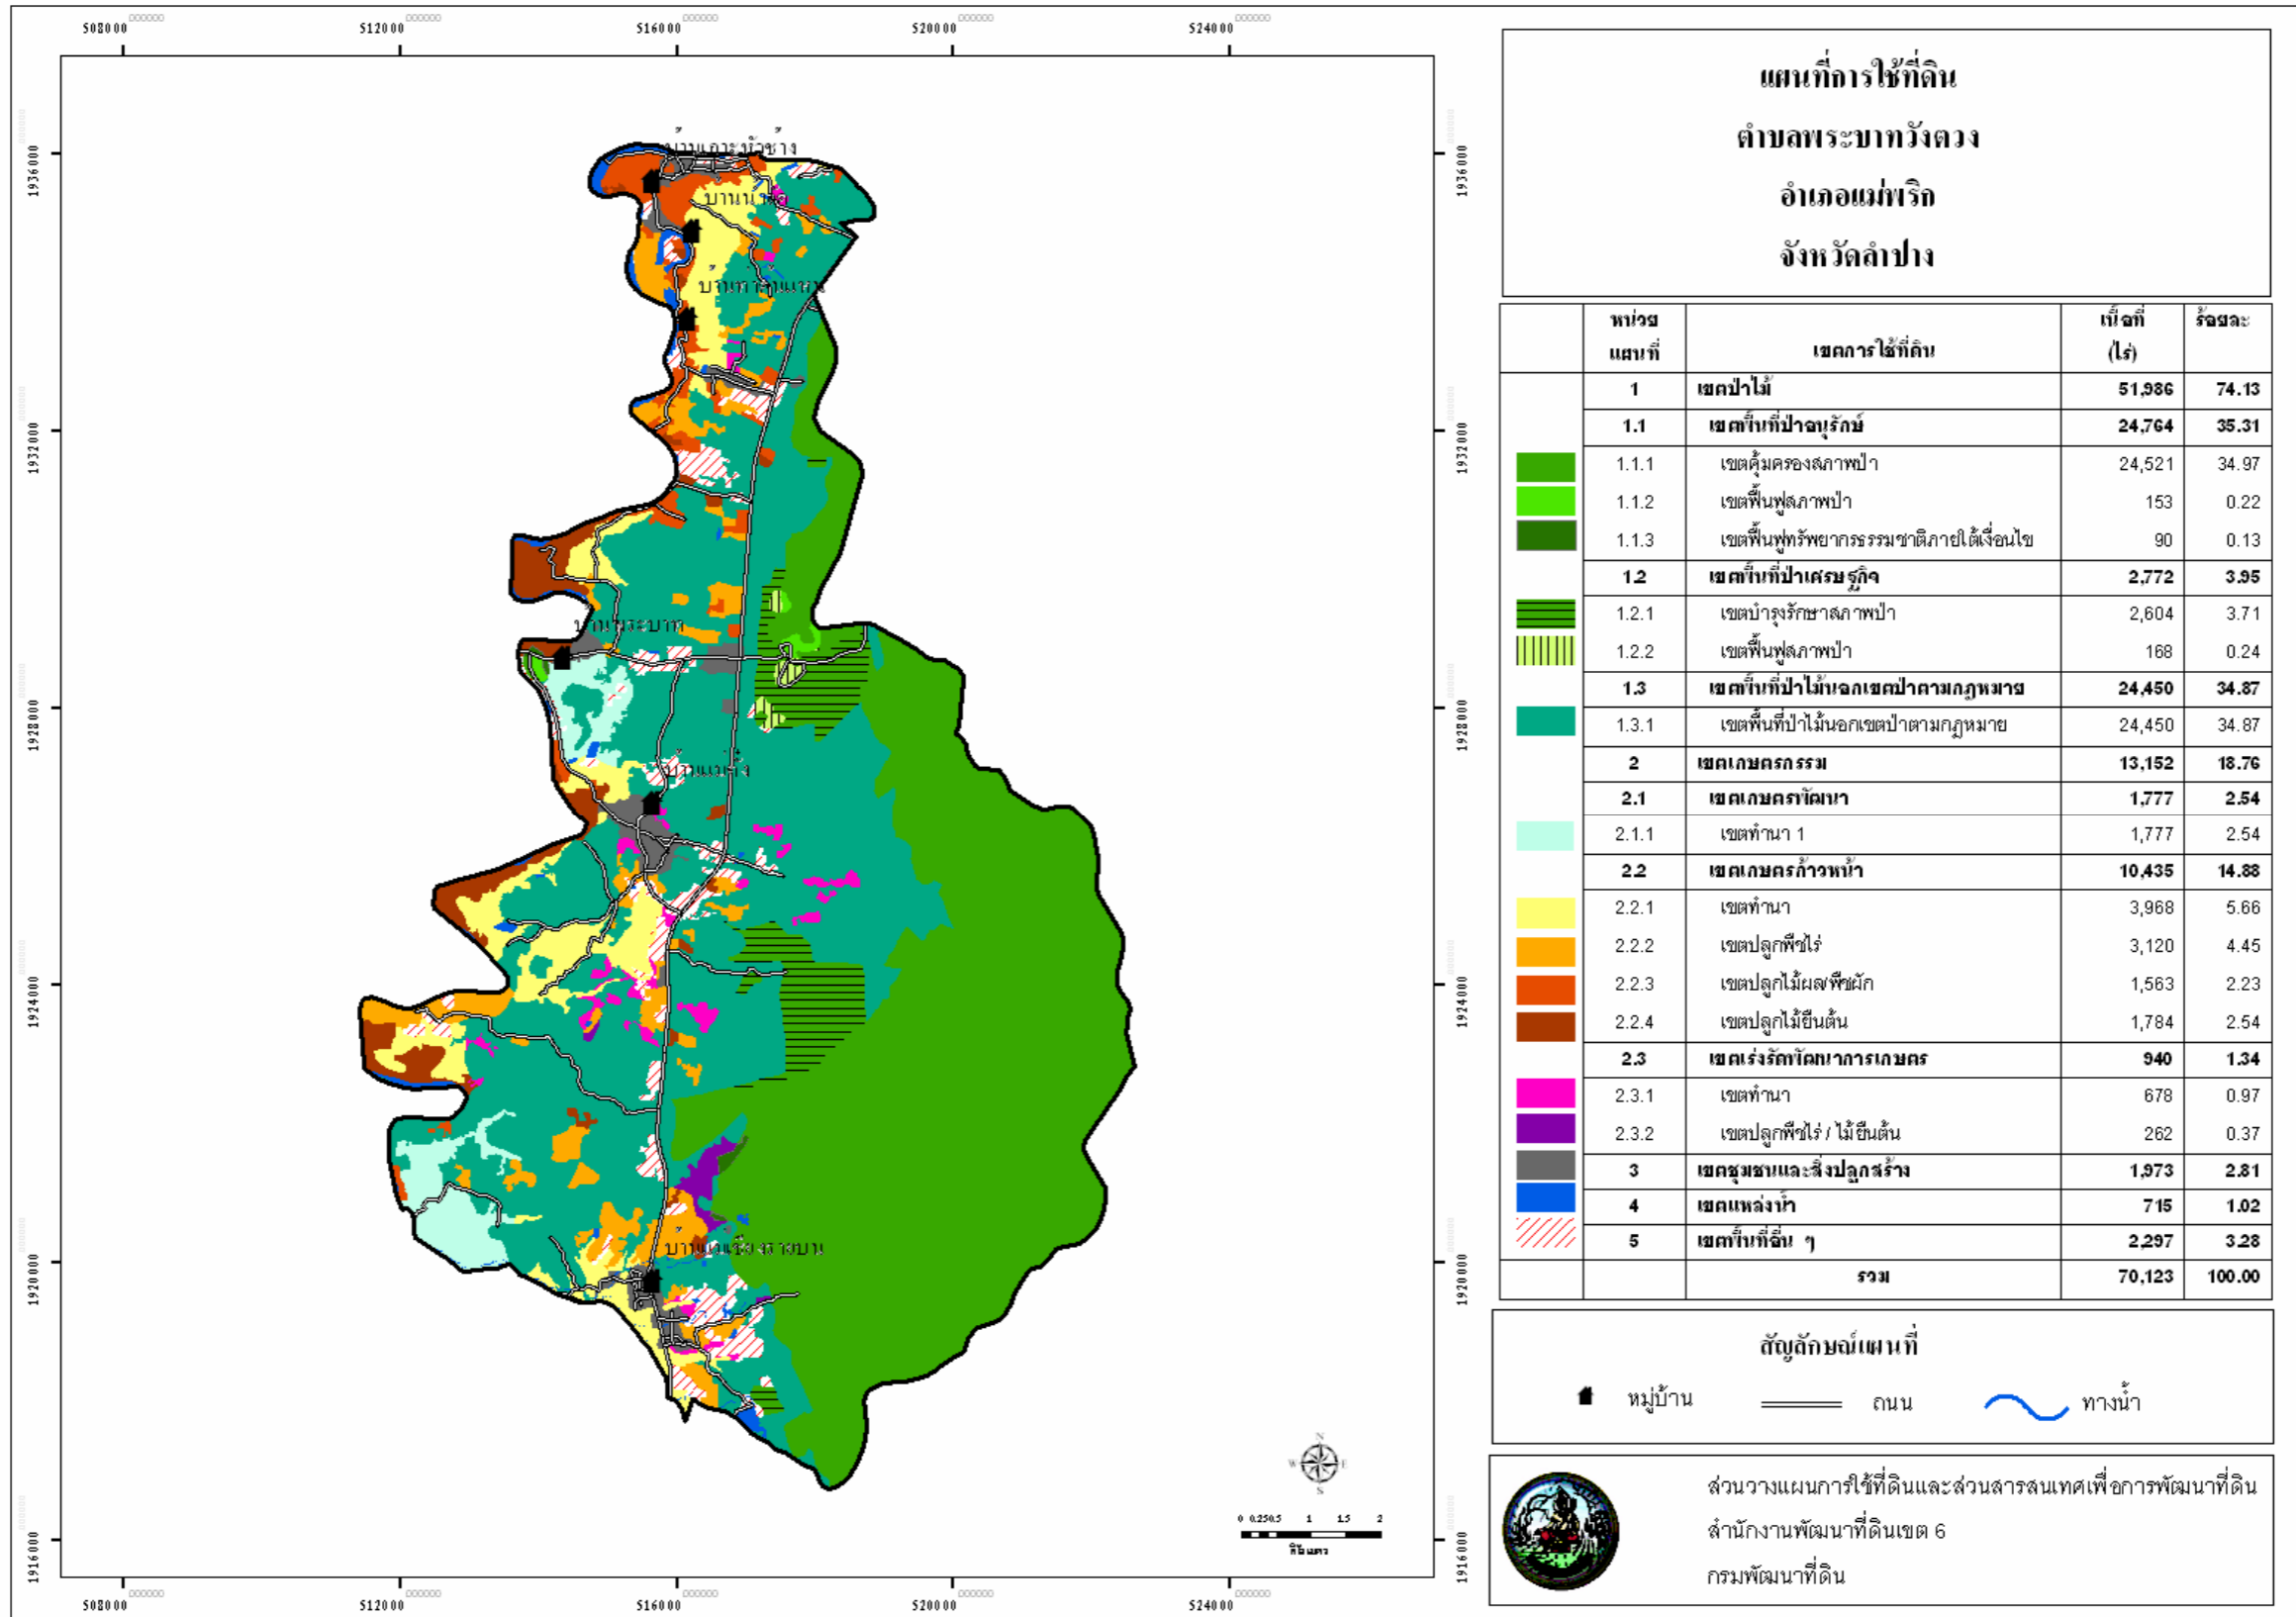 508000 512000 516000 520000 524000
1936000 1936000
1932000 1932000
1928000 1928000
1924000 1924000
1920000 1920000
1916000 1916000
บ้านเกาะหัวช้าง
บ้านพระบาท
บ้านแม่เชียงรายบน
N
W E
S
0 0.25 0.5 1 1.5 2
กิโลเมตร
508000 512000 516000 520000 524000
แผนที่การใช้ที่ดิน
ตำบลพระบาทวังตวง
อำเภอแม่พริก
จังหวัดลำปาง
หน่วย เนื้อที่ ร้อยละ
แผนที่ เขตการใช้ที่ดิน (ไร่)
1 เขตป่าไม้ 51,986 74.13
1.1 เขตพื้นที่ป่าอนุรักษ์ 24,764 35.31
1.1.1 เขตคุ้มครองสภาพป่า 24,521 34.97
1.1.2 เขตฟื้นฟูสภาพป่า 153 0.22
1.1.3 เขตฟื้นฟูทรัพยากรธรรมชาติภายใต้เงื่อนไข 90 0.13
1.2 เขตพื้นที่ป่าเศรษฐกิจ 2,772 3.95
1.2.1 เขตบำรุงรักษาสภาพป่า 2,604 3.71
1.2.2 เขตฟื้นฟูสภาพป่า 168 0.24
1.3 เขตพื้นที่ป่าไม้นอกเขตป่าตามกฎหมาย 24,450 34.87
1.3.1 เขตพื้นที่ป่าไม้นอกเขตป่าตามกฎหมาย 24,450 34.87
2 เขตเกษตรกรรม 13,152 18.76
2.1 เขตเกษตรพัฒนา 1,777 2.54
2.1.1 เขตทำนา 1 1,777 2.54
2.2 เขตเกษตรก้าวหน้า 10,435 14.88
2.2.1 เขตทำนา 3,968 5.66
2.2.2 เขตปลูกพืชไร่ 3,120 4.45
2.2.3 เขตปลูกไม้ผล/พืชผัก 1,563 2.23
2.2.4 เขตปลูกไม้ยืนต้น 1,784 2.54
2.3 เขตเร่งรัดพัฒนาการเกษตร 940 1.34
2.3.1 เขตทำนา 678 0.97
2.3.2 เขตปลูกพืชไร่ / ไม้ยืนต้น 262 0.37
3 เขตชุมชนและสิ่งปลูกสร้าง 1,973 2.81
4 เขตแหล่งน้ำ 715 1.02
5 เขตพื้นที่อื่น ๆ 2,297 3.28
รวม 70,123 100.00
สัญลักษณ์แผนที่
หมู่บ้าน ถนน ทางน้ำ
ส่วนวางแผนการใช้ที่ดินและส่วนสารสนเทศเพื่อการพัฒนาที่ดิน
สำนักงานพัฒนาที่ดินเขต 6
กรมพัฒนาที่ดิน